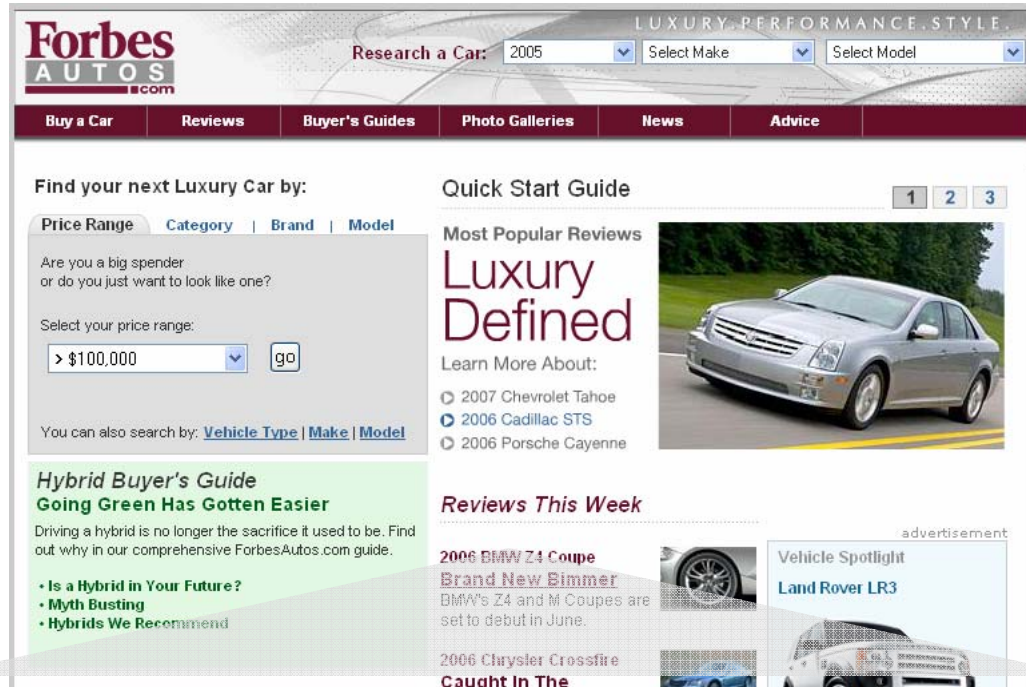 Forbes
AUTOS
.com
LUXURY.PERFORMANCE.STYLE.
Research a Car: 2005 Select Make Select Model
Buy a Car Reviews Buyer's Guides Photo Galleries News Advice
Find your next Luxury Car by:
Price Range Category | Brand | Model
Are you a big spender
or do you just want to look like one?
Select your price range:
> $100,000 go
You can also search by: Vehicle Type | Make | Model
Hybrid Buyer's Guide
Going Green Has Gotten Easier
Driving a hybrid is no longer the sacrifice it used to be. Find
out why in our comprehensive ForbesAutos.com guide.
• Is a Hybrid in Your Future?
• Myth Busting
• Hybrids We Recommend
Quick Start Guide
1 2 3
Most Popular Reviews
Luxury
Defined
Learn More About:
2007 Chevrolet Tahoe
2006 Cadillac STS
2006 Porsche Cayenne
Reviews This Week
2006 BMW Z4 Coupe
Brand New Bimmer
BMW's Z4 and M Coupes are
set to debut in June.
2006 Chrysler Crossfire
Caught In The
advertisement
Vehicle Spotlight
Land Rover LR3